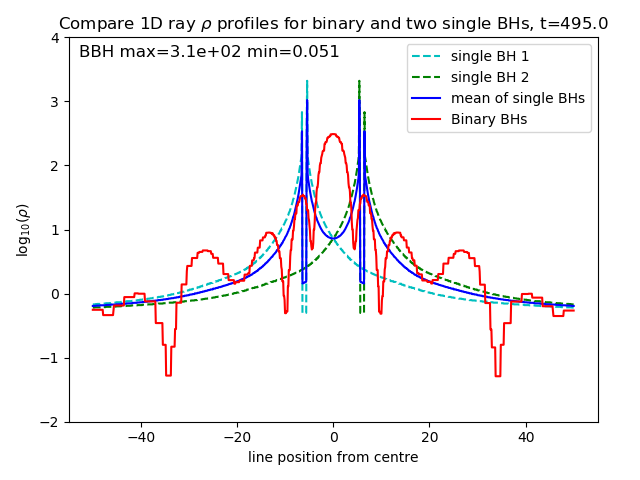 Compare 1D ray ρ profiles for binary and two single BHs, t=495.0
BBH max=3.1e+02 min=0.051
single BH 1
single BH 2
mean of single BHs
Binary BHs
log₁₀(ρ)
4
3
2
1
0
−1
−2
−40
−20
0
20
40
line position from centre